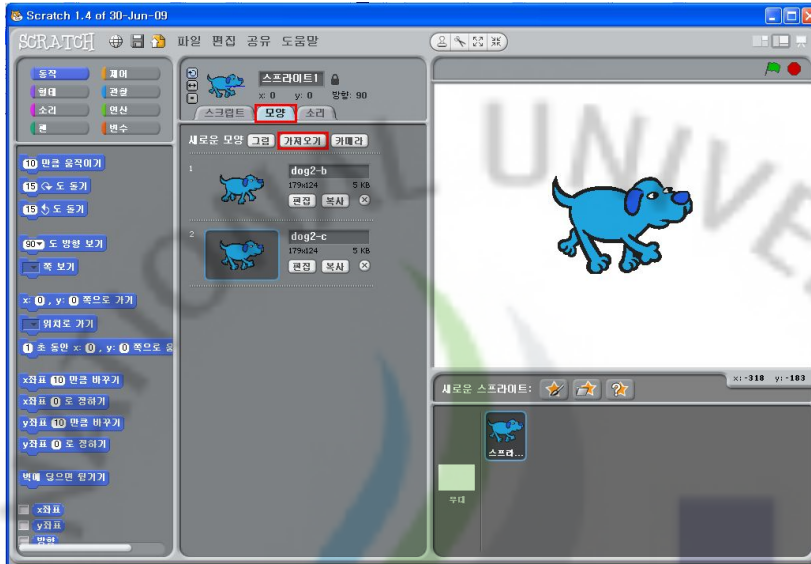 Scratch 1.4 of 30-Jun-09
SCRATCH 파일 편집 공유 도움말
동작 제어
형태 관찰
소리 연산
펜 변수
10 만큼 움직이기
15 도 돌기
15 도 돌기
90 도 방향 보기
쪽 보기
x: 0 , y: 0 쪽으로 가기
위치로 가기
1 초 동안 x: 0 , y: 0 쪽으로 움
x좌표 10 만큼 바꾸기
x좌표 0 로 정하기
y좌표 10 만큼 바꾸기
y좌표 0 로 정하기
벽에 닿으면 튕기기
x좌표
y좌표
방향
스프라이트1
x: 0 y: 0 방향: 90
스크립트 모양 소리
새로운 모양 그림 가져오기 카메라
1 dog2-b
179x124 5 KB
편집 복사
2 dog2-c
179x124 5 KB
편집 복사
x: -318 y: -183
새로운 스프라이트:
스프라...
무대
NATIONAL UNIVE